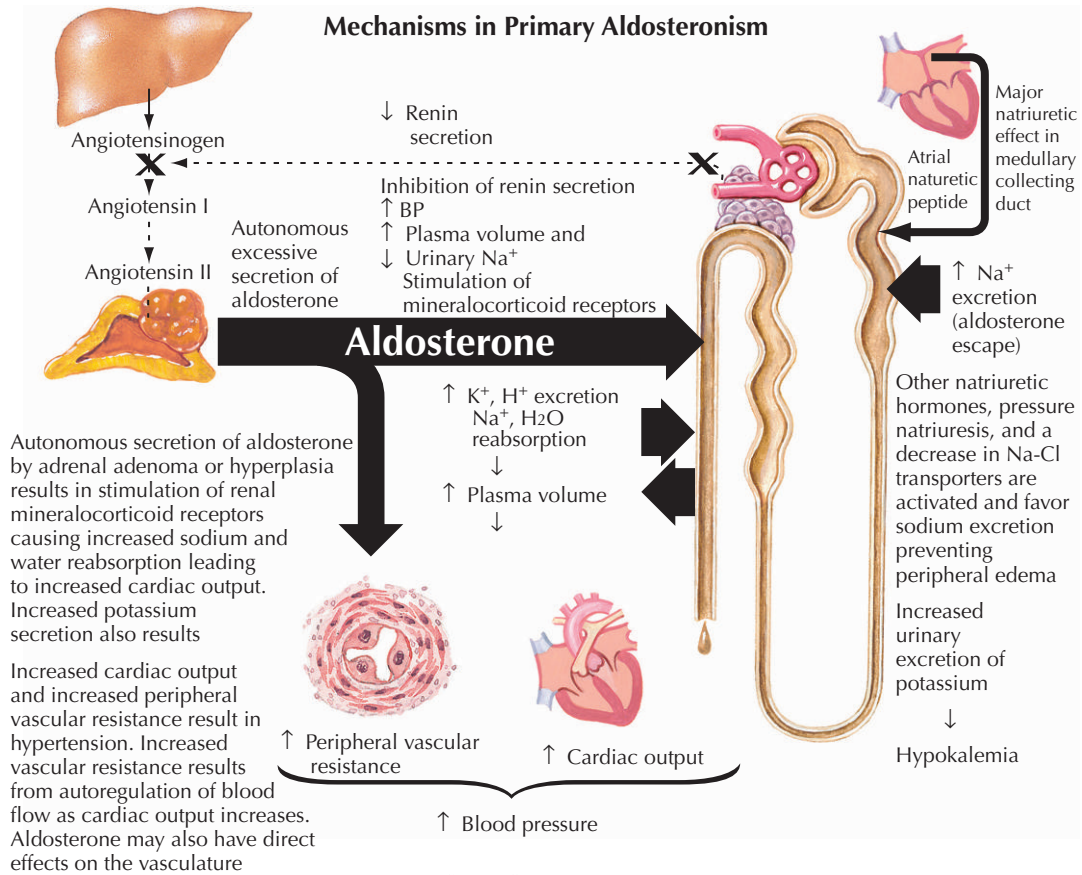 Mechanisms in Primary Aldosteronism
Angiotensinogen
X
Angiotensin I
Angiotensin II
↓ Renin
secretion
X
Inhibition of renin secretion
↑ BP
↑ Plasma volume and
↓ Urinary Na⁺
Stimulation of
mineralocorticoid receptors
Autonomous
excessive
secretion of
aldosterone
Aldosterone
Atrial
naturetic
peptide
Major
natriuretic
effect in
medullary
collecting
duct
↑ Na⁺
excretion
(aldosterone
escape)
↑ K⁺, H⁺ excretion
Na⁺, H2O
reabsorption
↓
↑ Plasma volume
↓
Other natriuretic
hormones, pressure
natriuresis, and a
decrease in Na-Cl
transporters are
activated and favor
sodium excretion
preventing
peripheral edema
Increased
urinary
excretion of
potassium
↓
Hypokalemia
Autonomous secretion of aldosterone
by adrenal adenoma or hyperplasia
results in stimulation of renal
mineralocorticoid receptors
causing increased sodium and
water reabsorption leading
to increased cardiac output.
Increased potassium
secretion also results
Increased cardiac output
and increased peripheral
vascular resistance result in
hypertension. Increased
vascular resistance results
from autoregulation of blood
flow as cardiac output increases.
Aldosterone may also have direct
effects on the vasculature
↑ Peripheral vascular
resistance
↑ Cardiac output
↑ Blood pressure